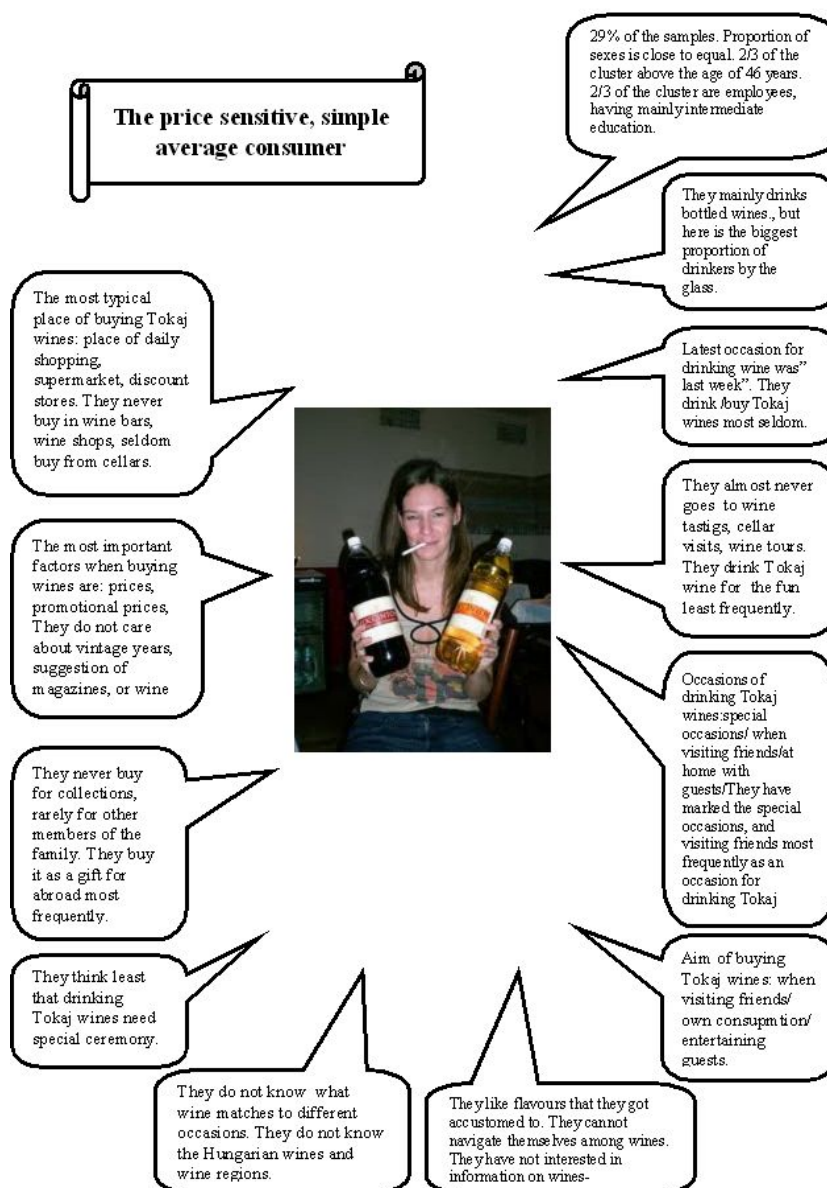 The price sensitive, simple
average consumer
29% of the samples. Proportion of
sexes is close to equal. 2/3 of the
cluster above the age of 46 years.
2/3 of the cluster are employees,
having mainly intermediate
education.
They mainly drinks
bottled wines., but
here is the biggest
proportion of
drinkers by the
glass.
The most typical
place of buying Tokaj
wines: place of daily
shopping,
supermarket, discount
stores. They never
buy in wine bars,
wine shops, seldom
buy from cellars.
Latest occasion for
drinking wine was”
last week”. They
drink /buy Tokaj
wines most seldom.
They almost never
goes to wine
tastigs, cellar
visits, wine tours.
They drink Tokaj
wine for the fun
least frequently.
The most important
factors when buying
wines are: prices,
promotional prices,
They do not care
about vintage years,
suggestion of
magazines, or wine
Occasions of
drinking Tokaj
wines:special
occasions/ when
visiting friends/at
home with
guests/They have
marked the special
occasions, and
visiting friends most
frequently as an
occasion for
drinking Tokaj
They never buy
for collections,
rarely for other
members of the
family. They buy
it as a gift for
abroad most
frequently.
They think least
that drinking
Tokaj wines need
special ceremony.
Aim of buying
Tokaj wines: when
visiting friends/
own consupmtion/
entertaining
guests.
They do not know what
wine matches to different
occasions. They do not know
the Hungarian wines and
wine regions.
They like flavours that they got
accustomed to. They cannot
navigate themselves among wines.
They have not interested in
information on wines-